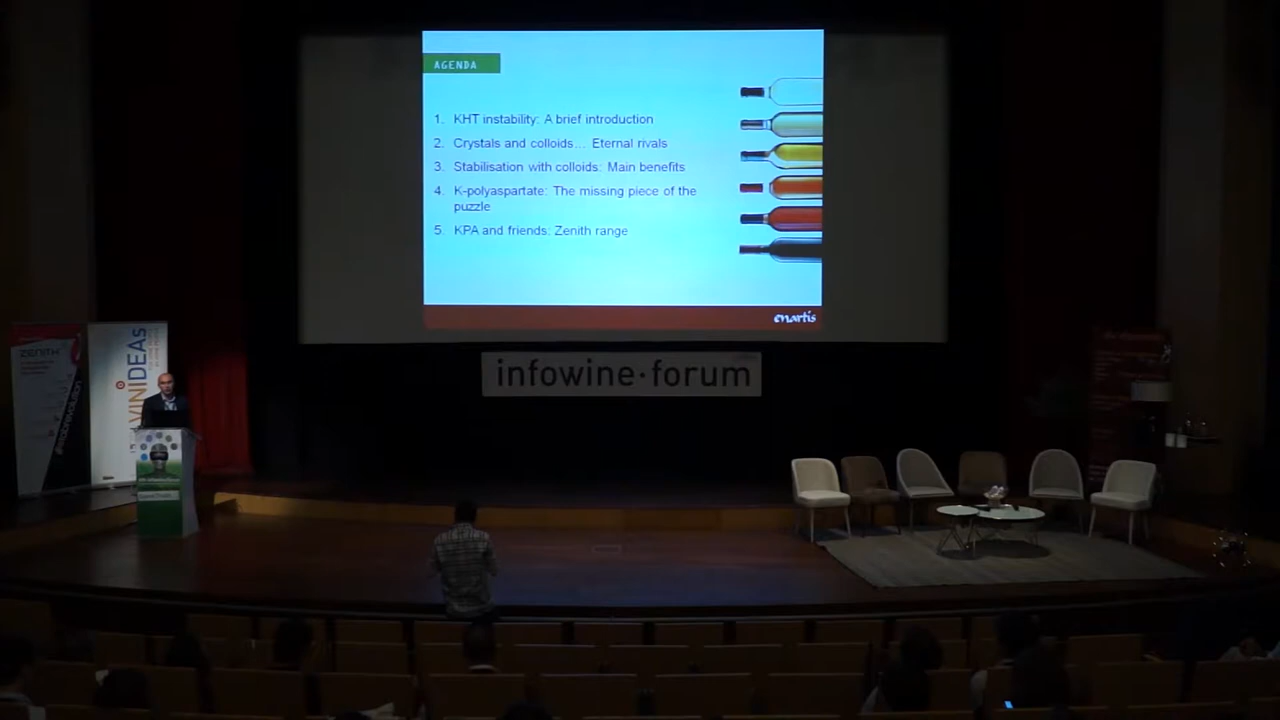 AGENDA
1. KHT instability: A brief introduction
2. Crystals and colloids... Eternal rivals
3. Stabilisation with colloids: Main benefits
4. K-polyaspartate: The missing piece of the
puzzle
5. KPA and friends: Zenith range
enartis
infowine·forum
ZENITH
VINIDEAs